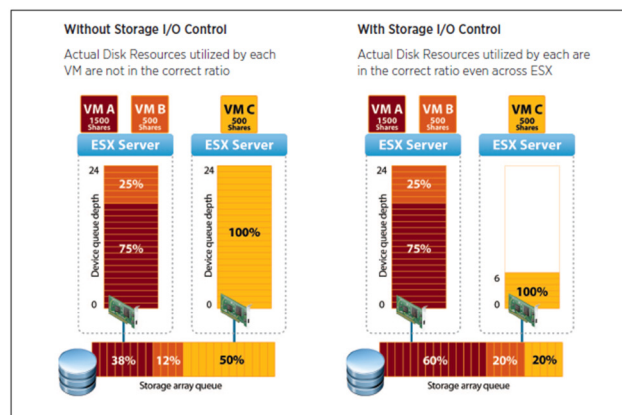 Without Storage I/O Control
Actual Disk Resources utilized by each
VM are not in the correct ratio
VM A
1500
Shares
VM B
500
Shares
VM C
500
Shares
ESX Server
ESX Server
24
25%
75%
100%
Device queue depth
Device queue depth
0
0
38%
12%
50%
Storage array queue
With Storage I/O Control
Actual Disk Resources utilized by each are
in the correct ratio even across ESX
VM A
1500
Shares
VM B
500
Shares
VM C
500
Shares
ESX Server
ESX Server
24
24
25%
75%
6
100%
Device queue depth
Device queue depth
0
0
60%
20%
20%
Storage array queue